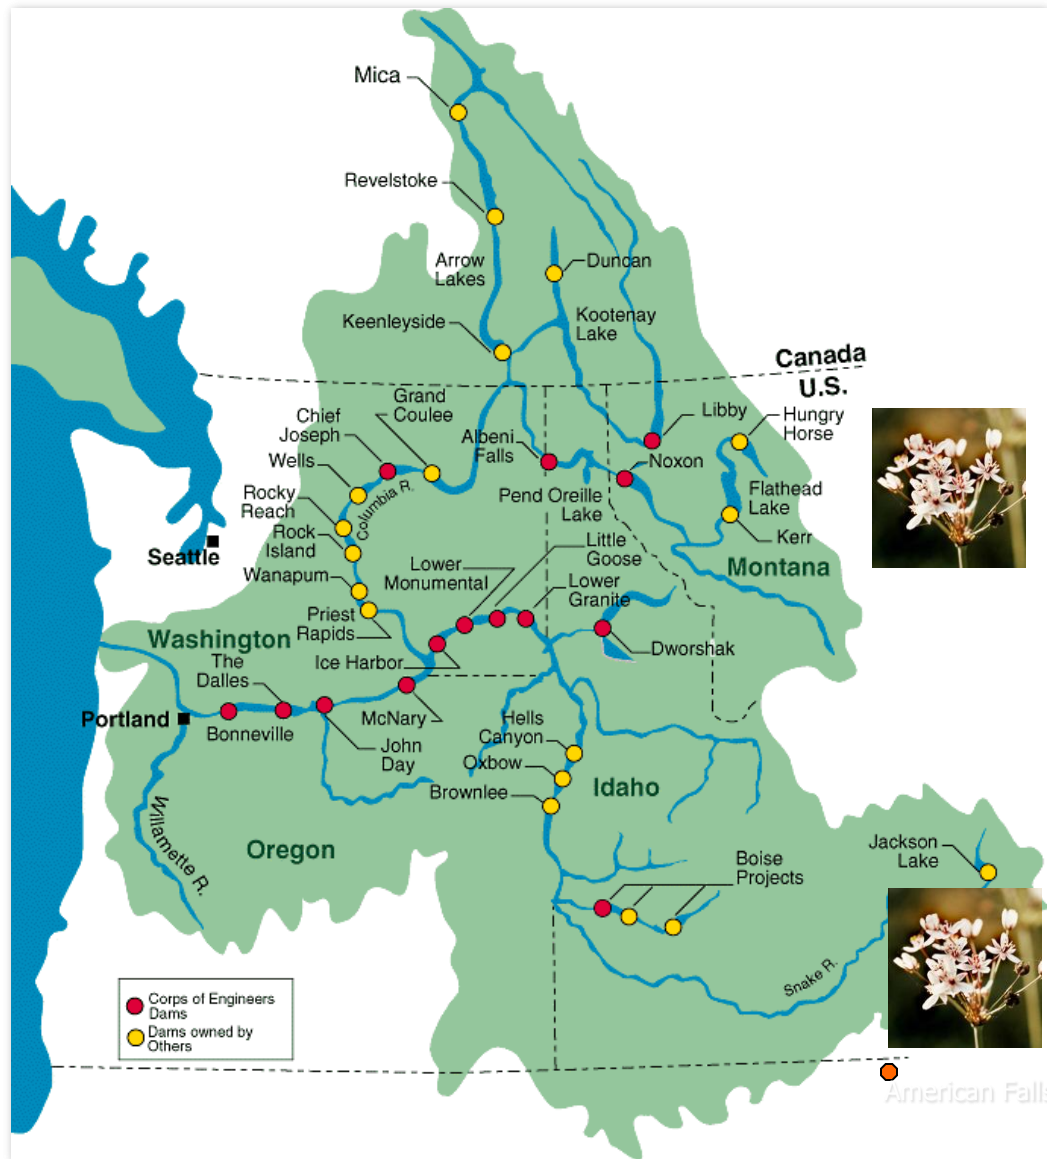 Mica
Revelstoke
Arrow
Lakes
Duncan
Keenleyside
Kootenay
Lake
Canada
U.S.
Grand
Coulee
Chief
Joseph
Libby
Hungry
Horse
Albeni
Falls
Wells
Noxon
Rocky
Reach
Columbia R.
Pend Oreille
Lake
Flathead
Lake
Rock
Island
Kerr
Seattle
Little
Goose
Lower
Monumental
Montana
Wanapum
Lower
Granite
Priest
Rapids
Washington
Ice Harbor
Dworshak
The
Dalles
Portland
Bonneville
McNary
John
Day
Hells
Canyon
Oxbow
Brownlee
Idaho
Willamette R.
Oregon
Jackson
Lake
Boise
Projects
Snake R.
Corps of Engineers
Dams
Dams owned by
Others
American Falls